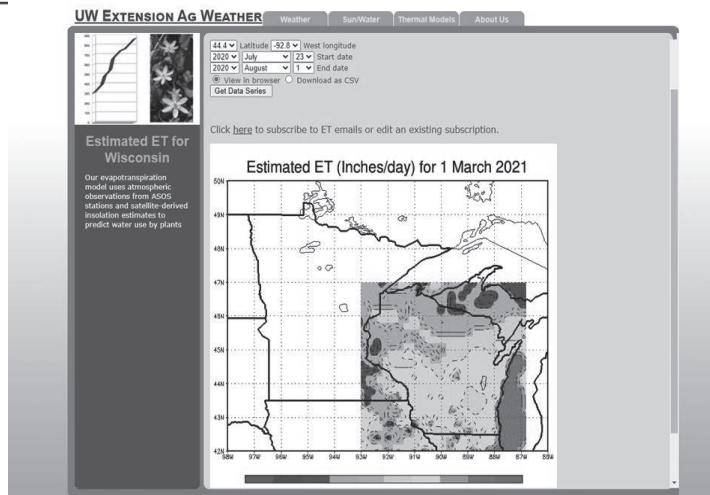 UW Extension Ag Weather
Weather
Sun/Water
Thermal Models
About Us
44.4 Latitude -92.8 West longitude
2020 July 23 Start date
2020 August 1 End date
View in browser Download as CSV
Get Data Series
Click here to subscribe to ET emails or edit an existing subscription.
Estimated ET for
Wisconsin
Our evapotranspiration
model uses atmospheric
observations from ASOS
stations and satellite-derived
insolation estimates to
predict water use by plants
Estimated ET (Inches/day) for 1 March 2021
50N
49N
48N
47N
46N
45N
44N
43N
42N
98W 97W 96W 95W 94W 93W 92W 91W 90W 89W 88W 87W 86W